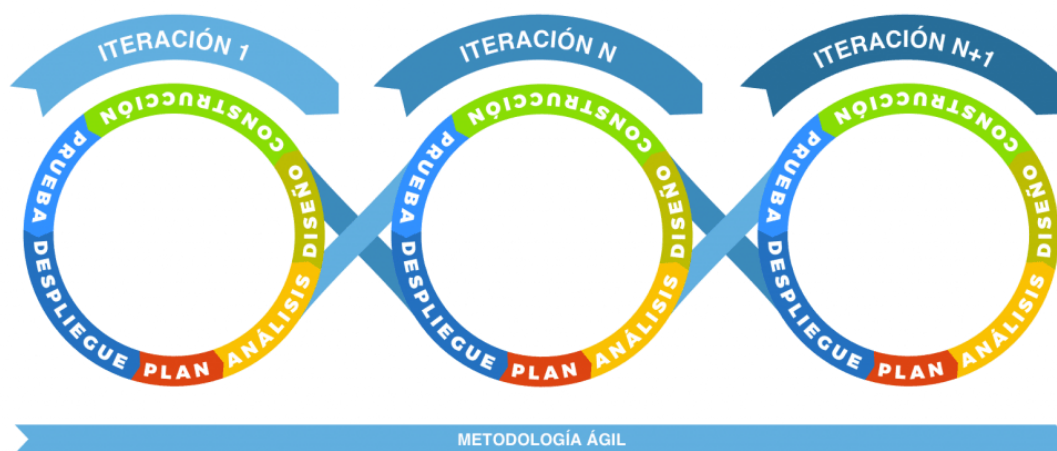 ITERACIÓN 1
ITERACIÓN N
ITERACIÓN N+1
PLAN
ANÁLISIS
DISEÑO
CONSTRUCCIÓN
PRUEBA
DESPLIEGUE
PLAN
ANÁLISIS
DISEÑO
CONSTRUCCIÓN
PRUEBA
DESPLIEGUE
PLAN
ANÁLISIS
DISEÑO
CONSTRUCCIÓN
PRUEBA
DESPLIEGUE
METODOLOGÍA ÁGIL